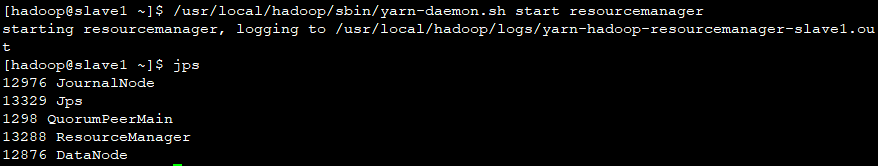 [hadoop@slave1 ~]$ /usr/local/hadoop/sbin/yarn-daemon.sh start resourcemanager
starting resourcemanager, logging to /usr/local/hadoop/logs/yarn-hadoop-resourcemanager-slave1.ou
t
[hadoop@slave1 ~]$ jps
12976 JournalNode
13329 Jps
1298 QuorumPeerMain
13288 ResourceManager
12876 DataNode